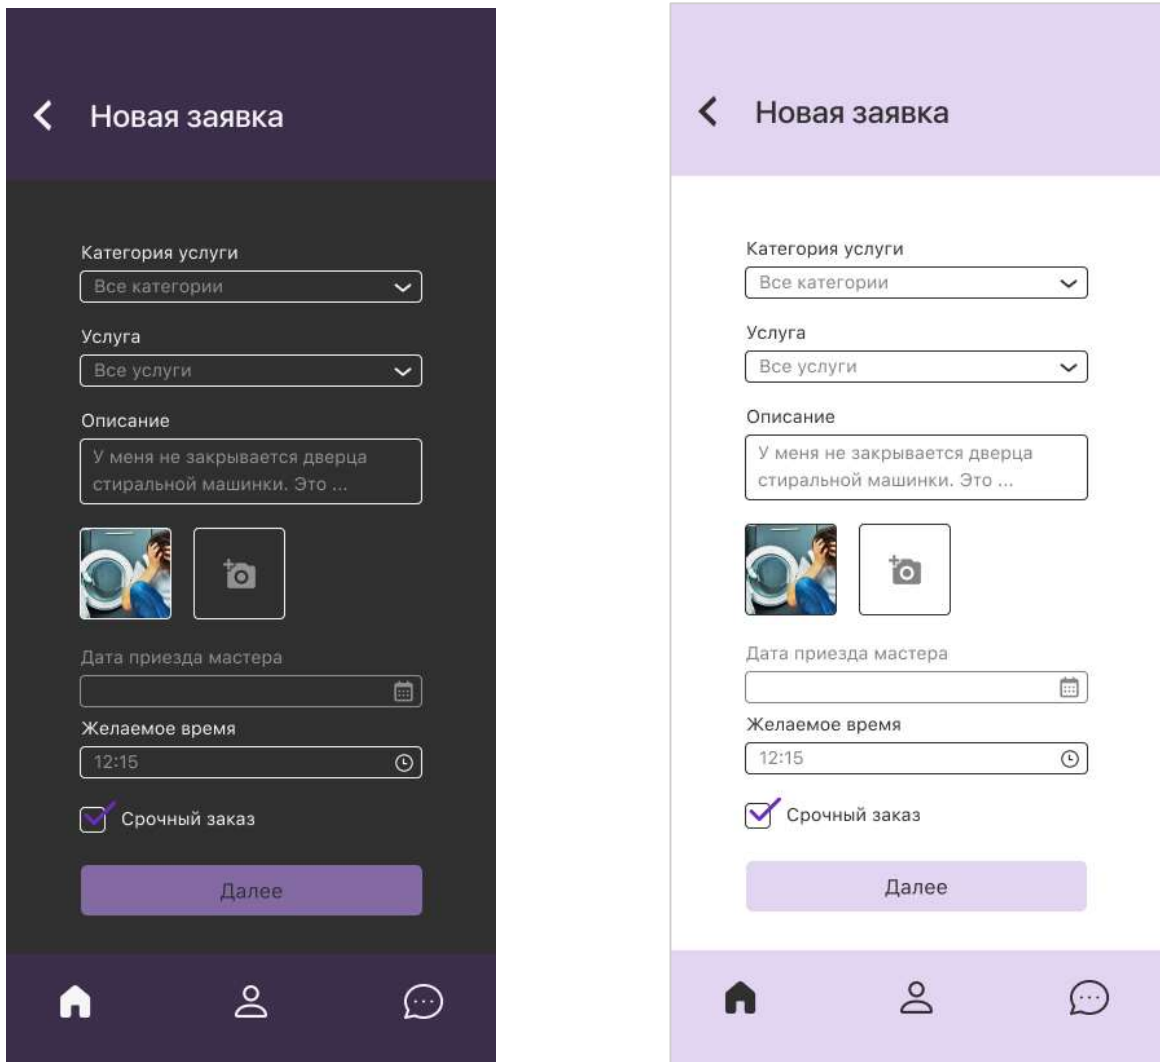 Новая заявка
Категория услуги
Все категории
Услуга
Все услуги
Описание
У меня не закрывается дверца
стиральной машинки. Это ...
Дата приезда мастера
Желаемое время
12:15
Срочный заказ
Далее
Новая заявка
Категория услуги
Все категории
Услуга
Все услуги
Описание
У меня не закрывается дверца
стиральной машинки. Это ...
Дата приезда мастера
Желаемое время
12:15
Срочный заказ
Далее